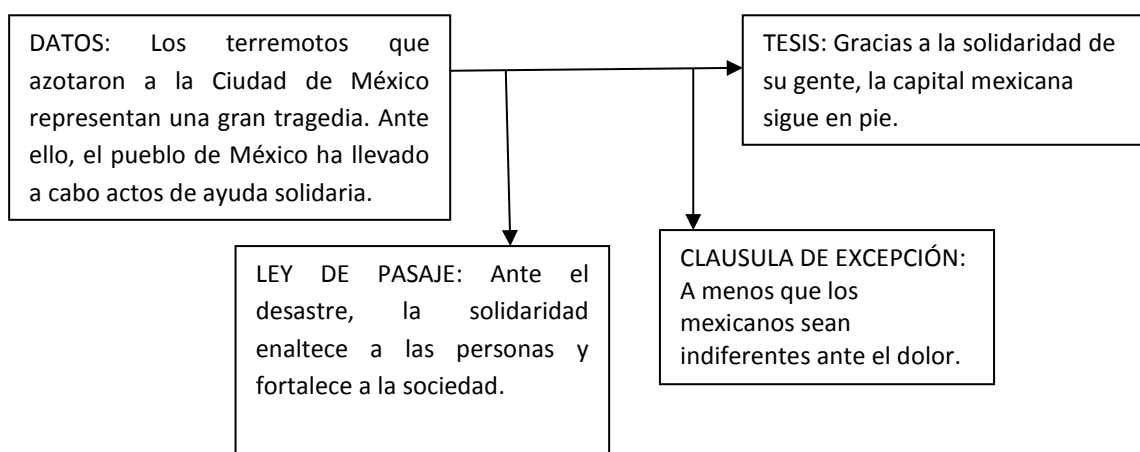 DATOS: Los terremotos que
azotaron a la Ciudad de México
representan una gran tragedia. Ante
ello, el pueblo de México ha llevado
a cabo actos de ayuda solidaria.
TESIS: Gracias a la solidaridad de
su gente, la capital mexicana
sigue en pie.
LEY DE PASAJE: Ante el
desastre, la solidaridad
enaltece a las personas y
fortalece a la sociedad.
CLAUSULA DE EXCEPCIÓN:
A menos que los
mexicanos sean
indiferentes ante el dolor.